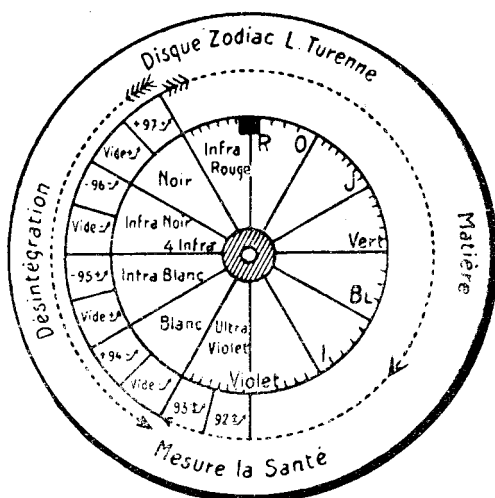 Disque Zodiac L. Turenne
Matière
Mesure la Santé
Désintégration
+97
Vide
-96
Vide
-95
Vide
+94
Vide
93
92
Infra
Rouge
R
O
J
Vert
BL
I
Violet
Ultra
Violet
Blanc
Infra Blanc
4 Infra
Infra Noir
Noir